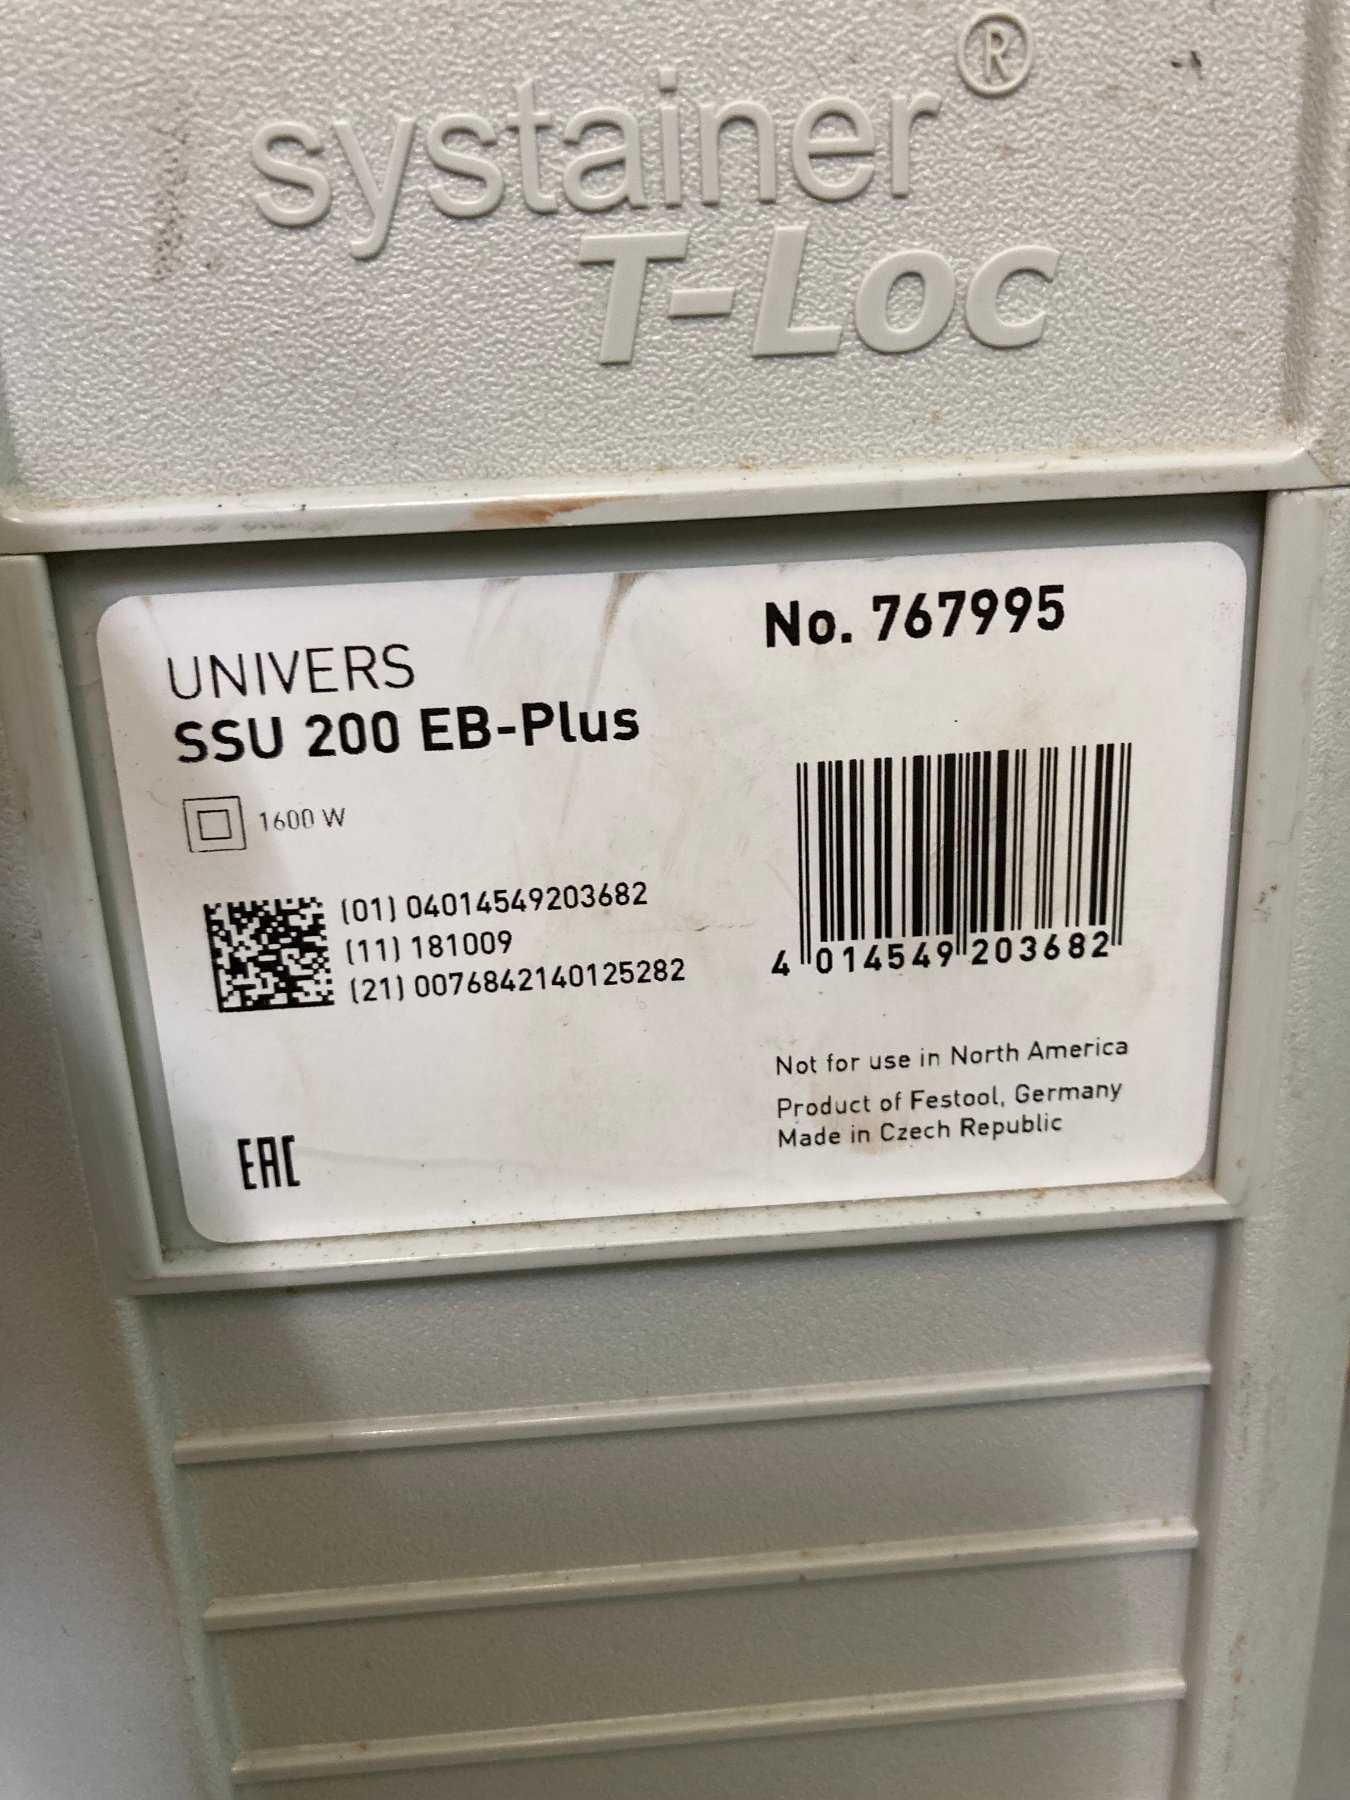 systainer®
T-Loc
UNIVERS
SSU 200 EB-Plus
No. 767995
1600 W
(01) 04014549203682
(11) 181009
(21) 0076842140125282
4 014549 203682
Not for use in North America
Product of Festool, Germany
Made in Czech Republic
EAC